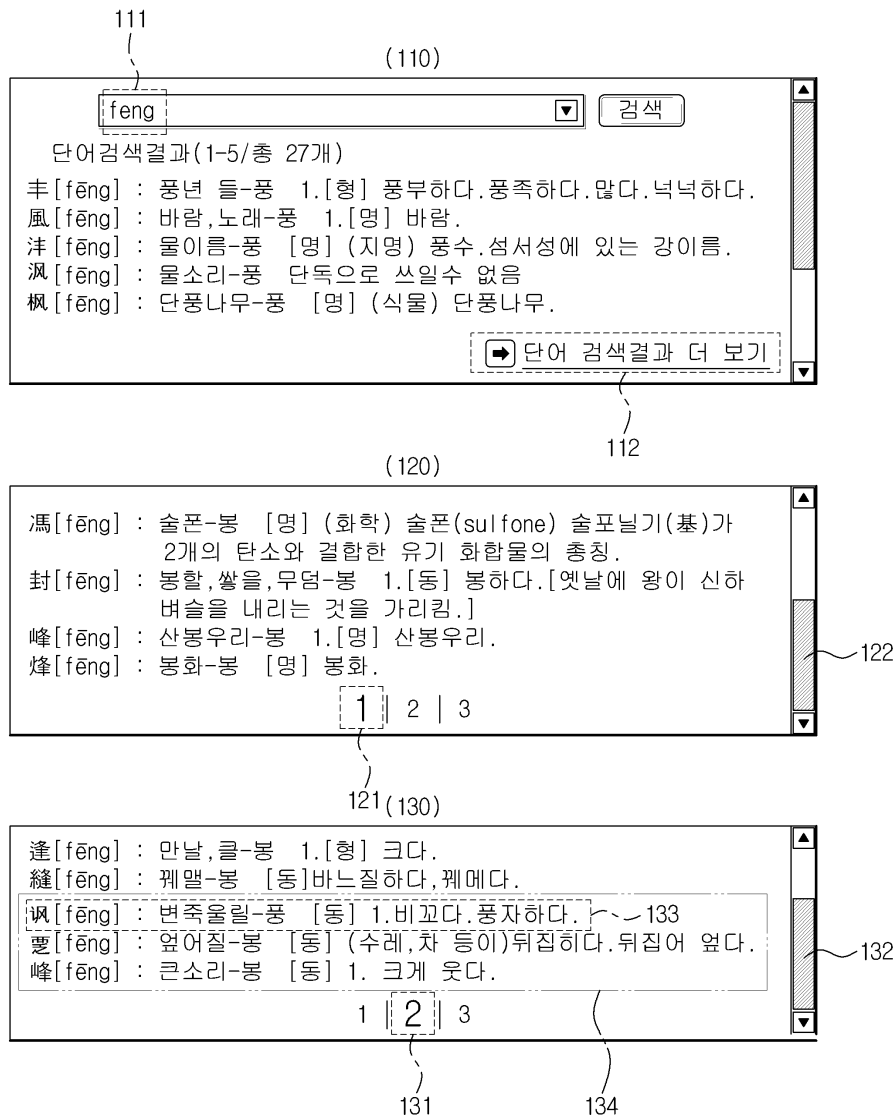 111
(110)
feng 검색
단어검색결과(1-5/총 27개)
丰[fēng] : 풍년 들-풍 1.[형] 풍부하다.풍족하다.많다.넉넉하다.
風[fēng] : 바람,노래-풍 1.[명] 바람.
沣[fēng] : 물이름-풍 [명] (지명) 풍수.섬서성에 있는 강이름.
沨[fēng] : 물소리-풍 단독으로 쓰일수 없음
枫[fēng] : 단풍나무-풍 [명] (식물) 단풍나무.
단어 검색결과 더 보기
112
(120)
馮[fēng] : 술폰-봉 [명] (화학) 술폰(sulfone) 술포닐기(基)가
2개의 탄소와 결합한 유기 화합물의 총칭.
封[fēng] : 봉할,쌓을,무덤-봉 1.[동] 봉하다.[옛날에 왕이 신하
벼슬을 내리는 것을 가리킴.]
峰[fēng] : 산봉우리-봉 1.[명] 산봉우리.
烽[fēng] : 봉화-봉 [명] 봉화.
122
1 | 2 | 3
121
(130)
逢[fēng] : 만날,클-봉 1.[형] 크다.
縫[fēng] : 꿰맬-봉 [동]바느질하다,꿰메다.
讽[fēng] : 변죽울릴-풍 [동] 1.비꼬다.풍자하다. 133
覂[fēng] : 엎어질-봉 [동] (수레,차 등이)뒤집히다.뒤집어 엎다.
132
峰[fēng] : 큰소리-봉 [동] 1. 크게 웃다.
1 | 2 | 3
131 134